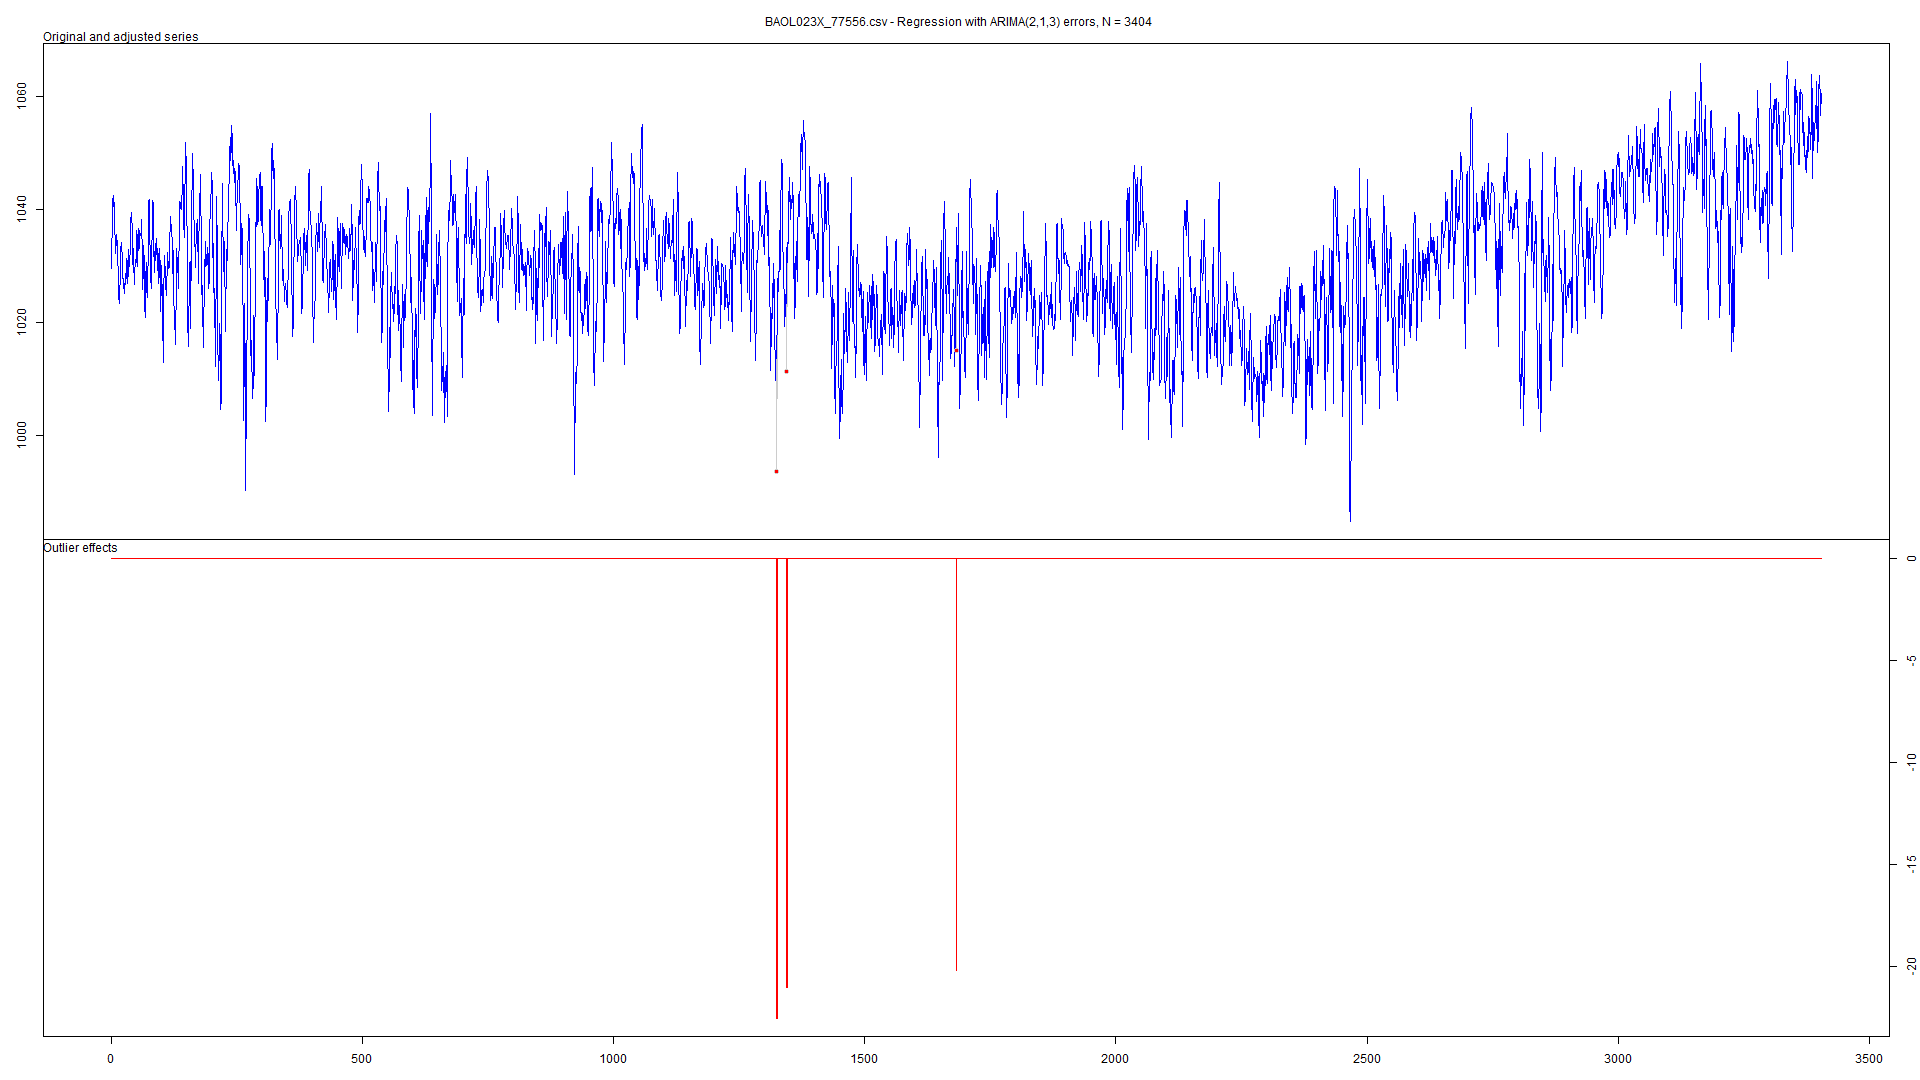 BAOL023X_77556.csv - Regression with ARIMA(2,1,3) errors, N = 3404
Original and adjusted series
1060
1040
1020
1000
Outlier effects
0
-5
-10
-15
-20
0 500 1000 1500 2000 2500 3000 3500